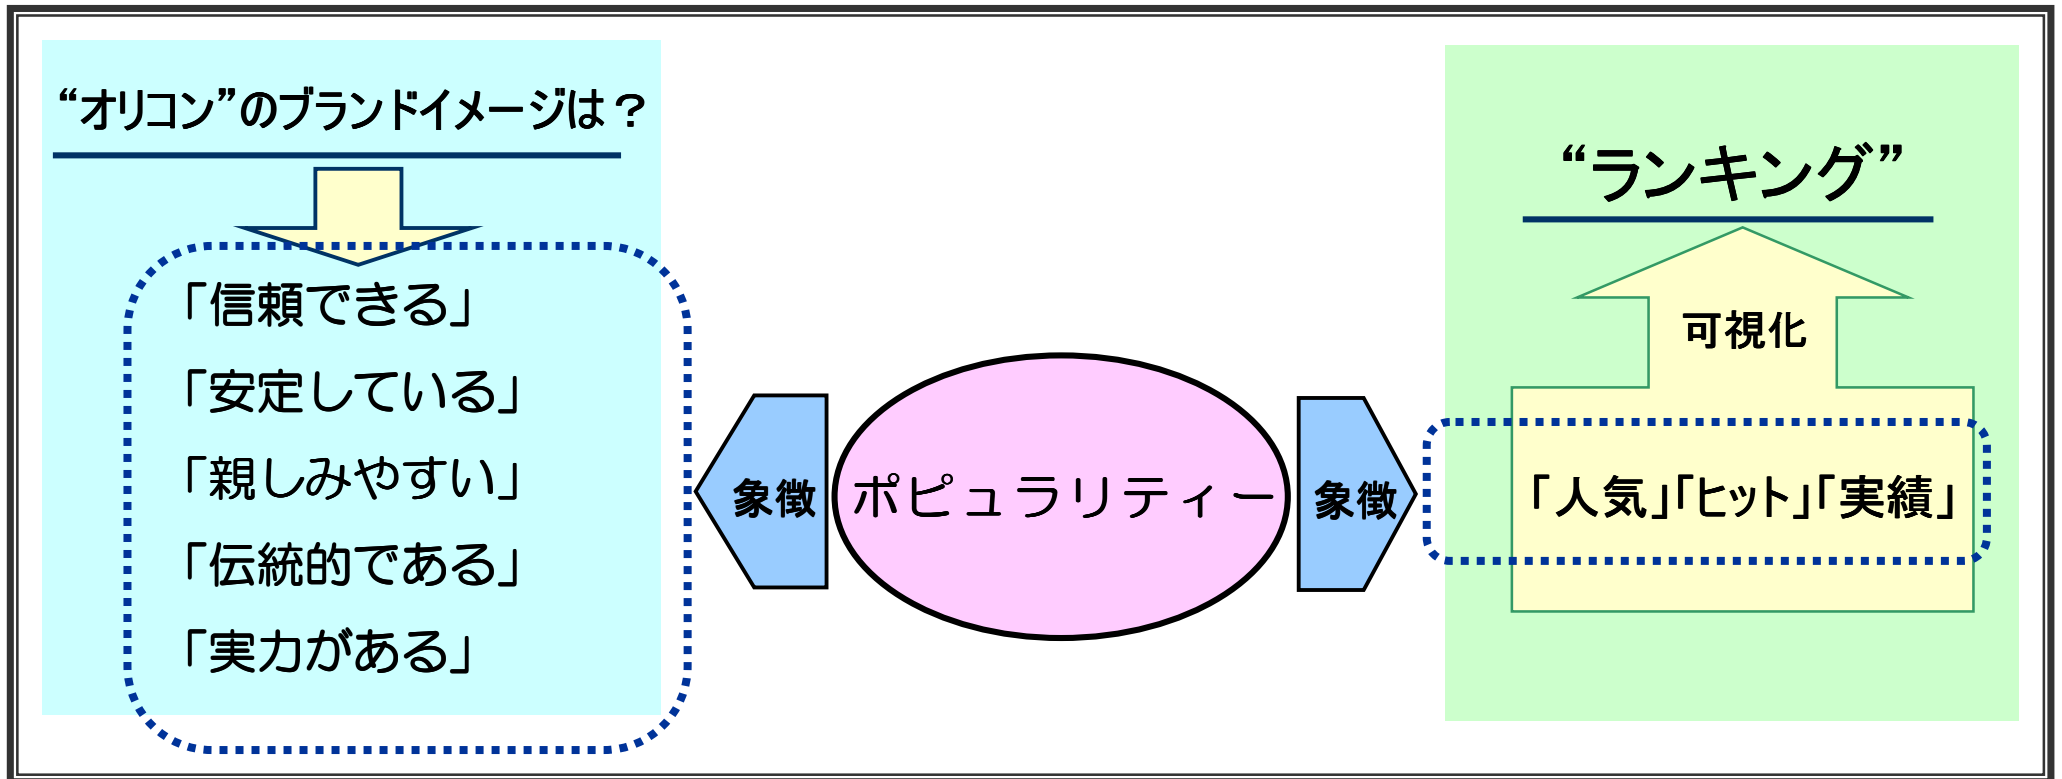 “オリコン”のブランドイメージは？
「信頼できる」
「安定している」
「親しみやすい」
「伝統的である」
「実力がある」
象徴
ポピュラリティー
象徴
“ランキング”
可視化
「人気」「ヒット」「実績」